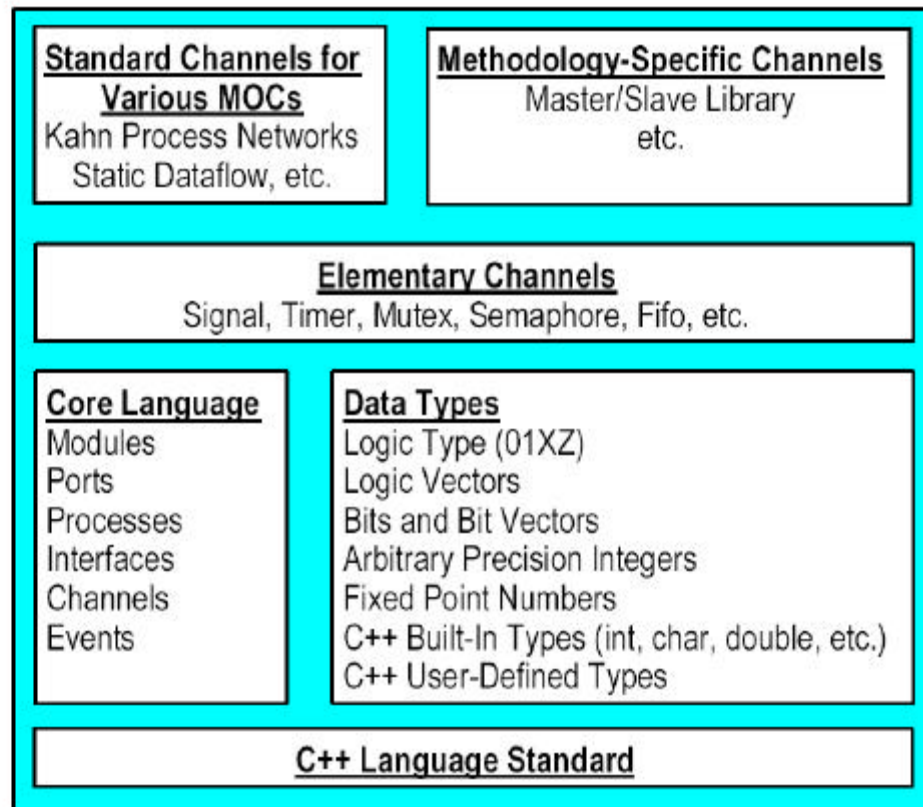 Standard Channels for
Various MOCs
Kahn Process Networks
Static Dataflow, etc.
Methodology-Specific Channels
Master/Slave Library
etc.
Elementary Channels
Signal, Timer, Mutex, Semaphore, Fifo, etc.
Core Language
Modules
Ports
Processes
Interfaces
Channels
Events
Data Types
Logic Type (01XZ)
Logic Vectors
Bits and Bit Vectors
Arbitrary Precision Integers
Fixed Point Numbers
C++ Built-In Types (int, char, double, etc.)
C++ User-Defined Types
C++ Language Standard